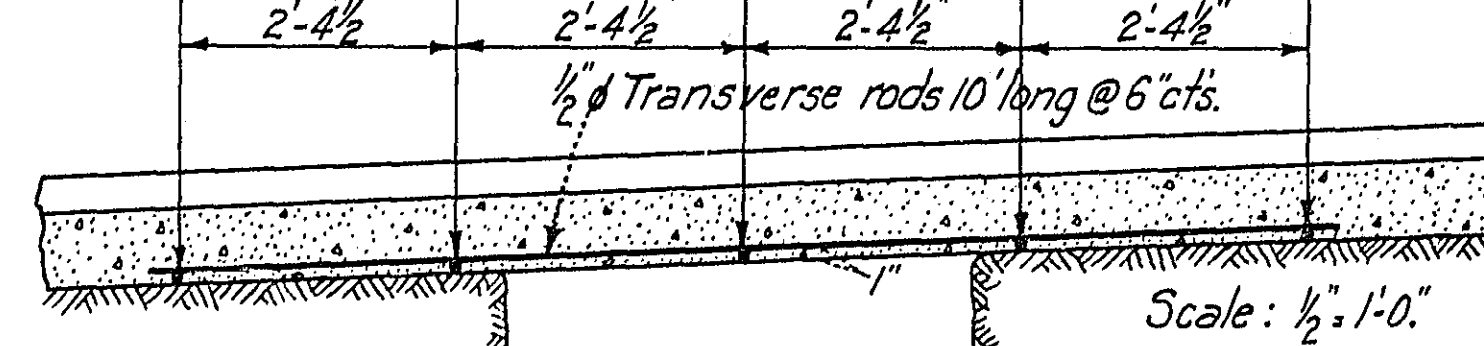 2'-4½ 2'-4½" 2'-4½" 2'-4½"
½"φ Transverse rods 10' long @ 6"cts.
1"
Scale: ½"=1'-0."